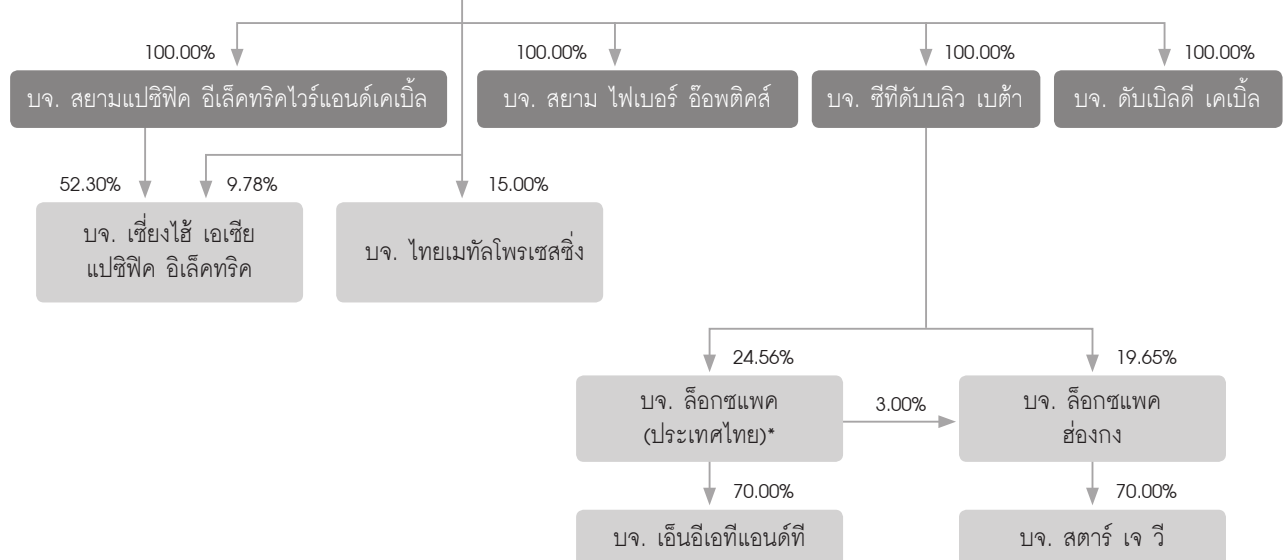 100.00%
100.00%
100.00%
100.00%
บจ. สยามแปซิฟิค อีเล็คทริคไวร์แอนด์เคเบิ้ล
บจ. สยาม ไฟเบอร์ อ๊อพติคส์
บจ. ซีทีดับบลิว เบต้า
บจ. ดับเบิลดี เคเบิ้ล
52.30%
9.78%
15.00%
บจ. เซี่ยงไฮ้ เอเซีย
แปซิฟิค อิเล็คทริค
บจ. ไทยเมทัลโพรเซสซิ่ง
24.56%
19.65%
บจ. ล็อกซแพค
(ประเทศไทย)*
3.00%
บจ. ล็อกซแพค
ฮ่องกง
70.00%
70.00%
บจ. เอ็นอีเอทีแอนด์ที
บจ. สตาร์ เจ วี